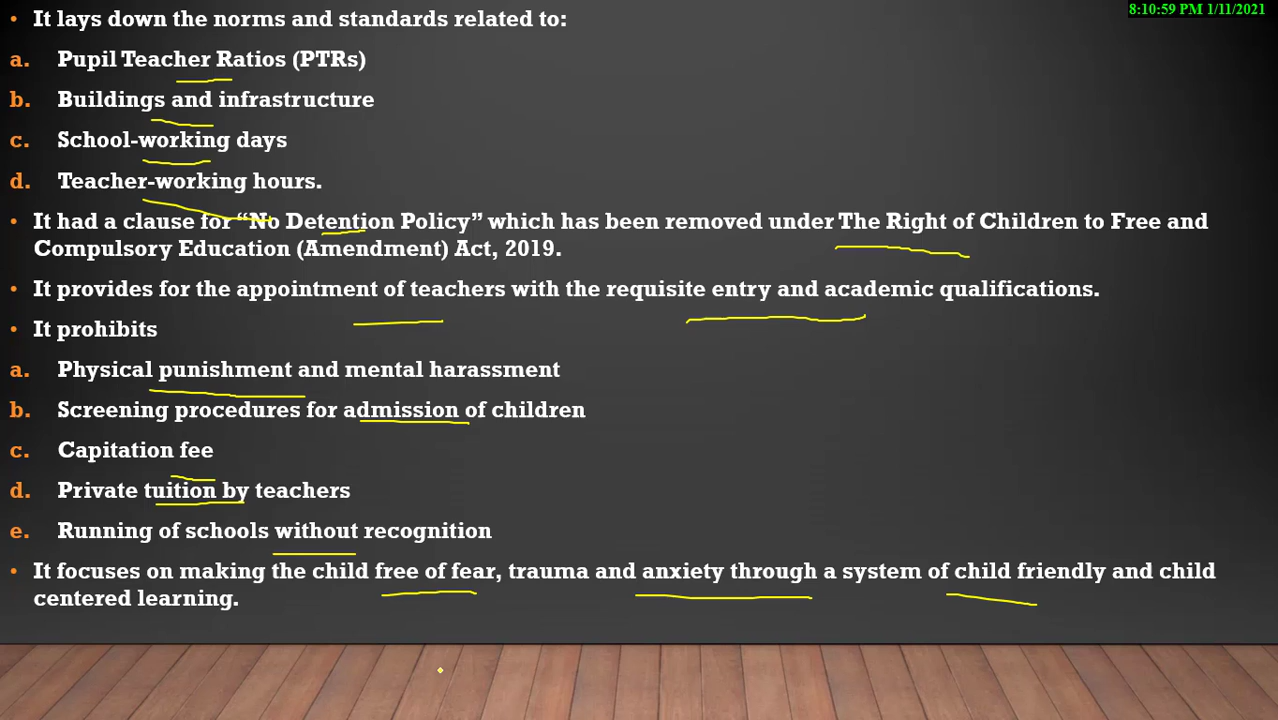 8:10:59 PM 1/11/2021
• It lays down the norms and standards related to:
a. Pupil Teacher Ratios (PTRs)
b. Buildings and infrastructure
c. School-working days
d. Teacher-working hours.
• It had a clause for “No Detention Policy” which has been removed under The Right of Children to Free and
Compulsory Education (Amendment) Act, 2019.
• It provides for the appointment of teachers with the requisite entry and academic qualifications.
• It prohibits
a. Physical punishment and mental harassment
b. Screening procedures for admission of children
c. Capitation fee
d. Private tuition by teachers
e. Running of schools without recognition
• It focuses on making the child free of fear, trauma and anxiety through a system of child friendly and child
centered learning.